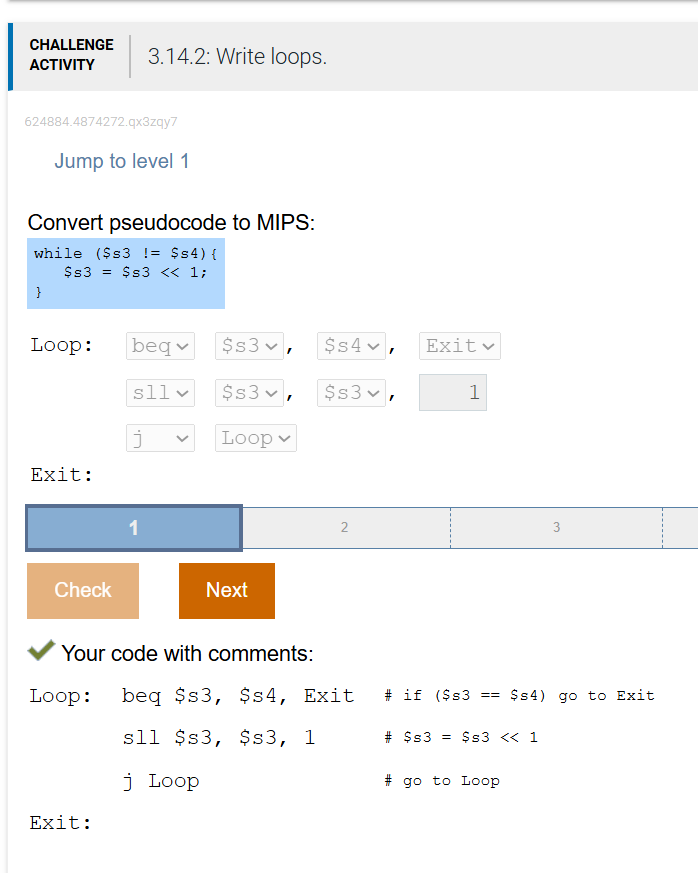 CHALLENGE
ACTIVITY
3.14.2: Write loops.
624884.4874272.qx3zqy7
Jump to level 1
Convert pseudocode to MIPS:
while ($s3 != $s4){
$s3 = $s3 << 1;
}
Loop: beq $s3, $s4, Exit
sll $s3, $s3, 1
j Loop
Exit:
1 2 3
Check Next
Your code with comments:
Loop: beq $s3, $s4, Exit # if ($s3 == $s4) go to Exit
sll $s3, $s3, 1 # $s3 = $s3 << 1
j Loop # go to Loop
Exit: